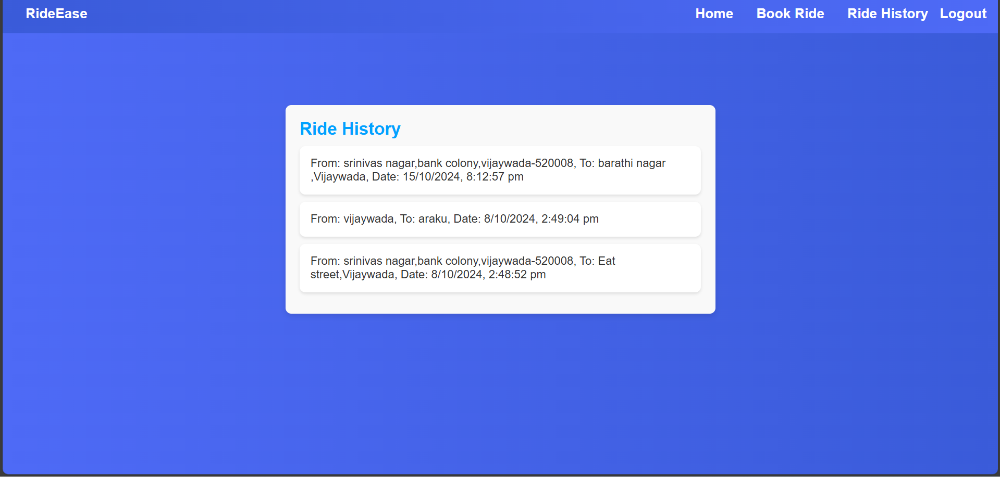 RideEase
Home Book Ride Ride History Logout
Ride History
From: srinivas nagar,bank colony,vijaywada-520008, To: barathi nagar
,Vijaywada, Date: 15/10/2024, 8:12:57 pm
From: vijaywada, To: araku, Date: 8/10/2024, 2:49:04 pm
From: srinivas nagar,bank colony,vijaywada-520008, To: Eat
street,Vijaywada, Date: 8/10/2024, 2:48:52 pm